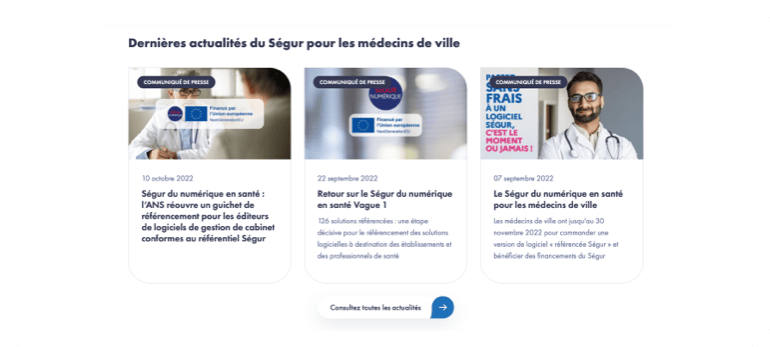 Dernières actualités du Ségur pour les médecins de ville
COMMUNIQUÉ DE PRESSE
Financé par
l'Union européenne
NextGenerationEU
10 octobre 2022
Ségur du numérique en santé :
l'ANS réouvre un guichet de
référencement pour les éditeurs
de logiciels de gestion de cabinet
conformes au référentiel Ségur
COMMUNIQUÉ DE PRESSE
NUMÉRIQUE
Financé par
l'Union européenne
NextGenerationEU
22 septembre 2022
Retour sur le Ségur du numérique
en santé Vague 1
126 solutions référencées : une étape
décisive pour le référencement des solutions
logicielles à destination des établissements et
des professionnels de santé
COMMUNIQUÉ DE PRESSE
SANS
FRAIS
À UN
LOGICIEL
SÉGUR,
C'EST LE
MOMENT
OU JAMAIS !
07 septembre 2022
Le Ségur du numérique en santé
pour les médecins de ville
Les médecins de ville ont jusqu'au 30
novembre 2022 pour commander une
version de logiciel « référencée Ségur » et
bénéficier des financements du Ségur
Consultez toutes les actualités